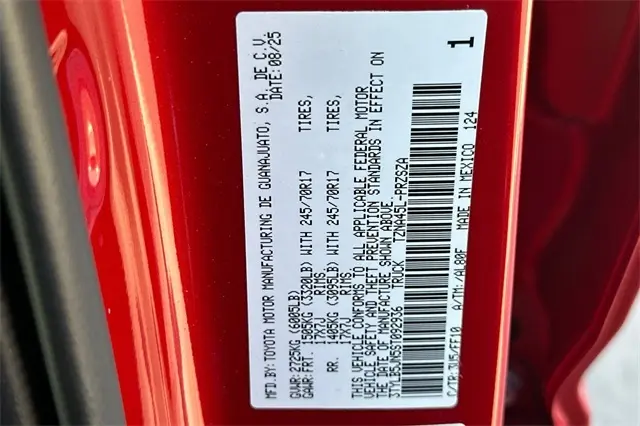 MFD.BY:TOYOTA MOTOR MANUFACTURING DE GUANAJUATO, S.A. DE C.V.
DATE:08/25
GVWR:2725KG (6005LB)
GAWR:FRT. 1505KG (3320LB) WITH 245/70R17 TIRES,
17X7J RIMS,
RR. 1405KG (3095LB) WITH 245/70R17 TIRES,
17X7J RIMS,
THIS VEHICLE CONFORMS TO ALL APPLICABLE FEDERAL MOTOR
VEHICLE SAFETY AND THEFT PREVENTION STANDARDS IN EFFECT ON
THE DATE OF MANUFACTURE SHOWN ABOVE.
3TYLB5JN5ST092936 TRUCK TZNA45L-PRZSZA
C/TR:3U5/EE10 A/TM:/AL80F MADE IN MEXICO 124
1